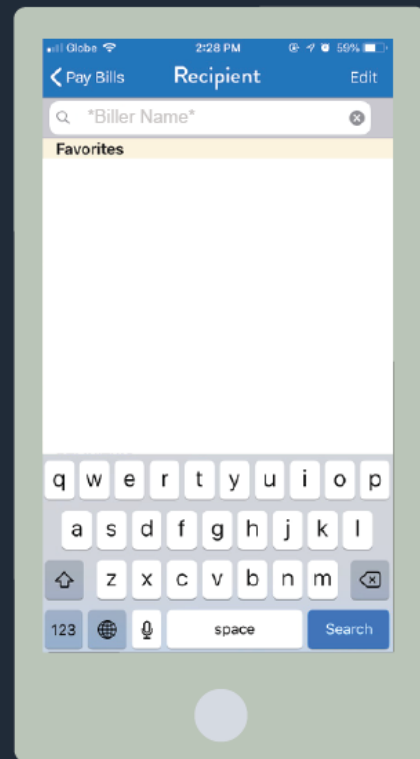 Globe 2:28 PM 59%
Pay Bills Recipient Edit
*Biller Name*
Favorites
q w e r t y u i o p
a s d f g h j k l
z x c v b n m
123 space Search